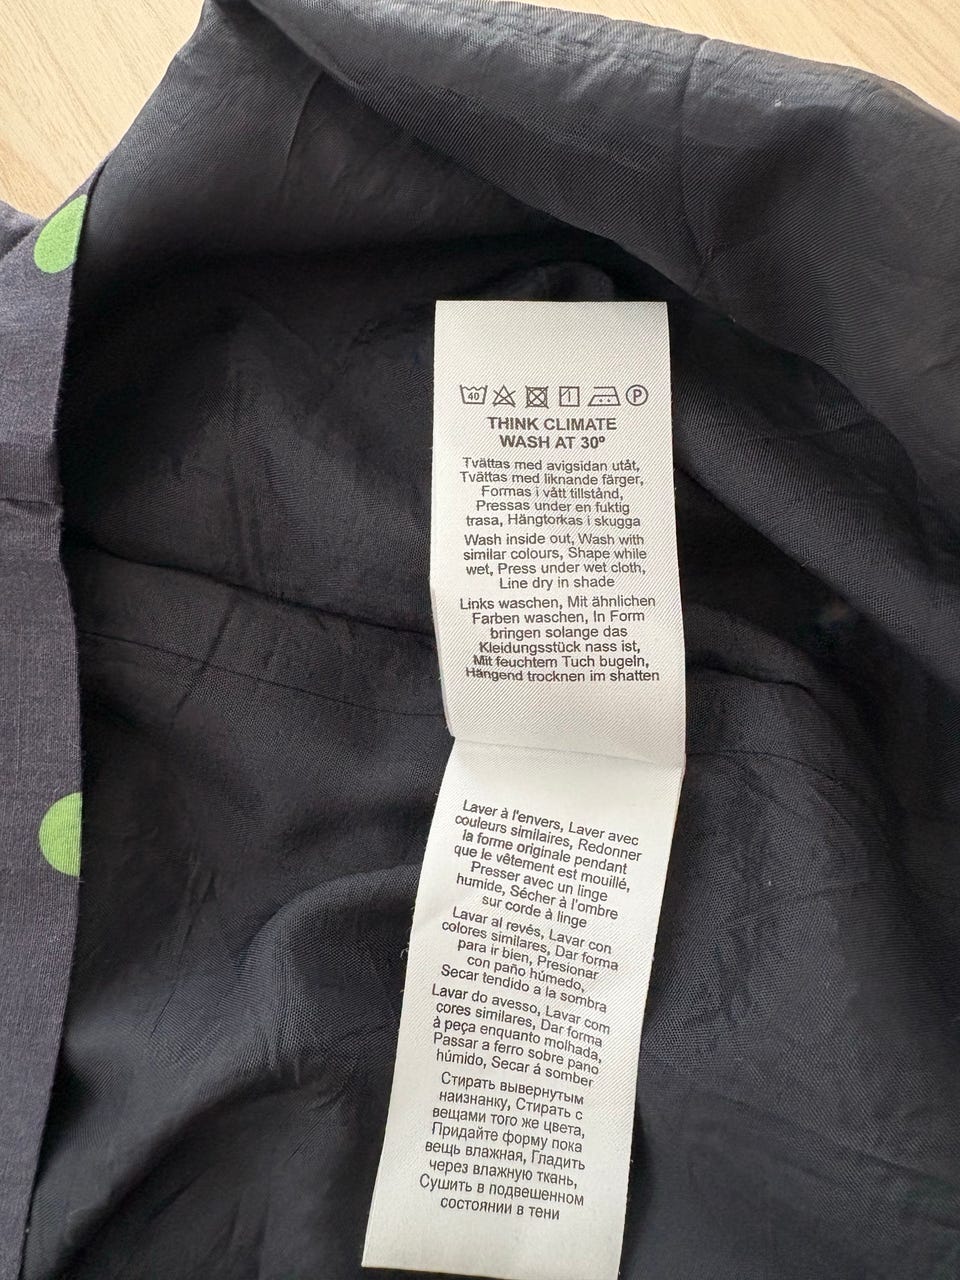 40 1 P
THINK CLIMATE
WASH AT 30º
Tvättas med avigsidan utåt,
Tvättas med liknande färger,
Formas i vått tillstånd,
Pressas under en fuktig
trasa, Hängtorkas i skugga
Wash inside out, Wash with
similar colours, Shape while
wet, Press under wet cloth,
Line dry in shade
Links waschen, Mit ähnlichen
Farben waschen, In Form
bringen solange das
Kleidungsstück nass ist,
Mit feuchtem Tuch bugeln,
Hängend trocknen im shatten
Laver à l'envers, Laver avec
couleurs similaires, Redonner
la forme originale pendant
que le vêtement est mouillé,
Presser avec un linge
humide, Sécher à l'ombre
sur corde à linge
Lavar al revés, Lavar con
colores similares, Dar forma
para ir bien, Presionar
con paño húmedo,
Secar tendido a la sombra
Lavar do avesso, Lavar com
cores similares, Dar forma
à peça enquanto molhada,
Passar a ferro sobre pano
húmido, Secar á somber
Стирать вывернутым
наизнанку, Стирать с
вещами того же цвета,
Придайте форму пока
вещь влажная, Гладить
через влажную ткань,
Сушить в подвешенном
состоянии в тени